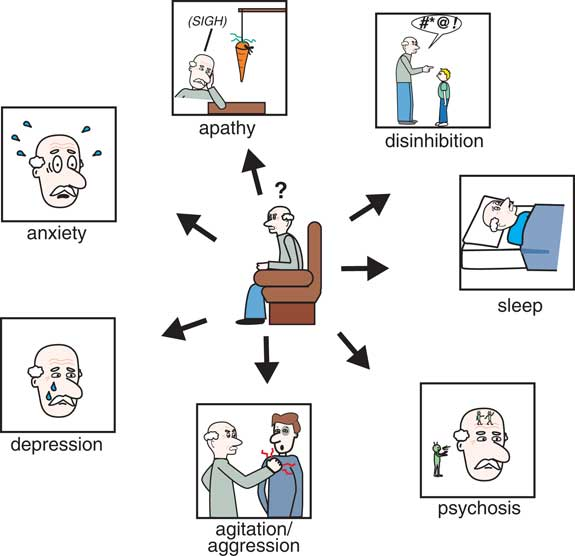 (SIGH)
apathy
#*@!
disinhibition
anxiety
?
sleep
depression
agitation/
aggression
psychosis